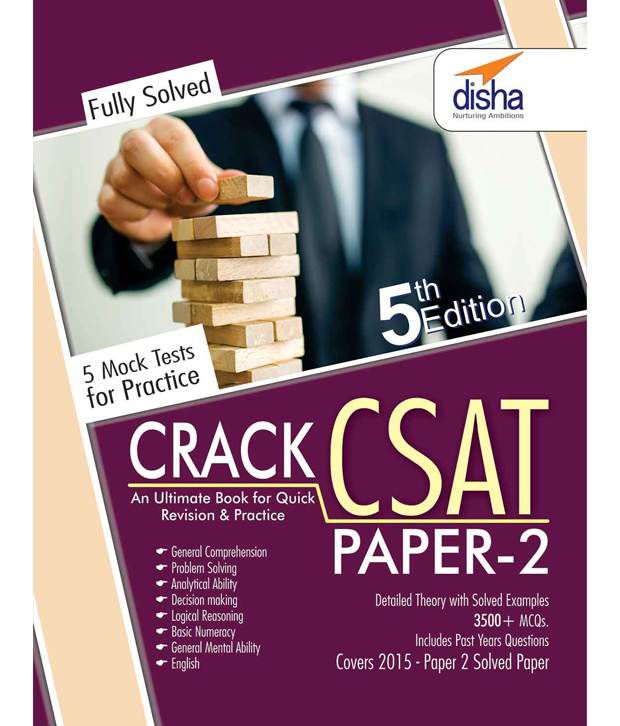 Fully Solved
disha
Nurturing Ambitions
5th
Edition
5 Mock Tests
for Practice
CRACK
CSAT
An Ultimate Book for Quick
Revision & Practice
PAPER-2
General Comprehension
Problem Solving
Analytical Ability
Decision making
Logical Reasoning
Basic Numeracy
General Mental Ability
English
Detailed Theory with Solved Examples
3500+ MCQs.
Includes Past Years Questions
Covers 2015 - Paper 2 Solved Paper